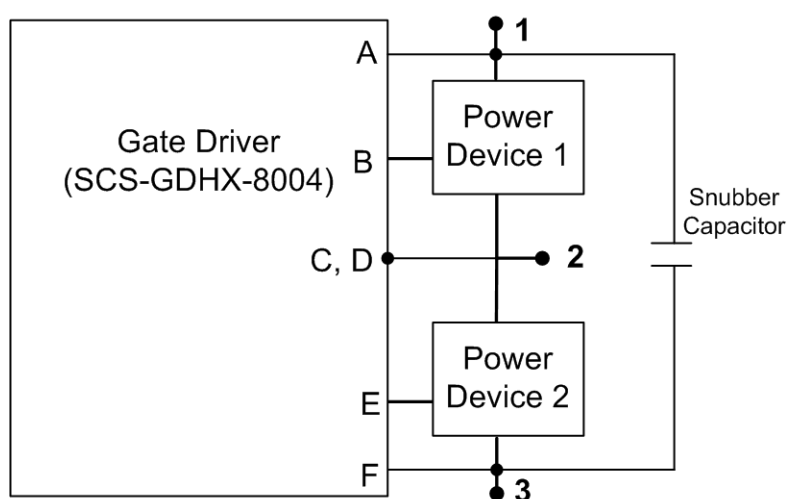 1
A
Power
Device 1
Gate Driver
(SCS-GDHX-8004)
B
Snubber
Capacitor
C, D
2
Power
Device 2
E
F
3